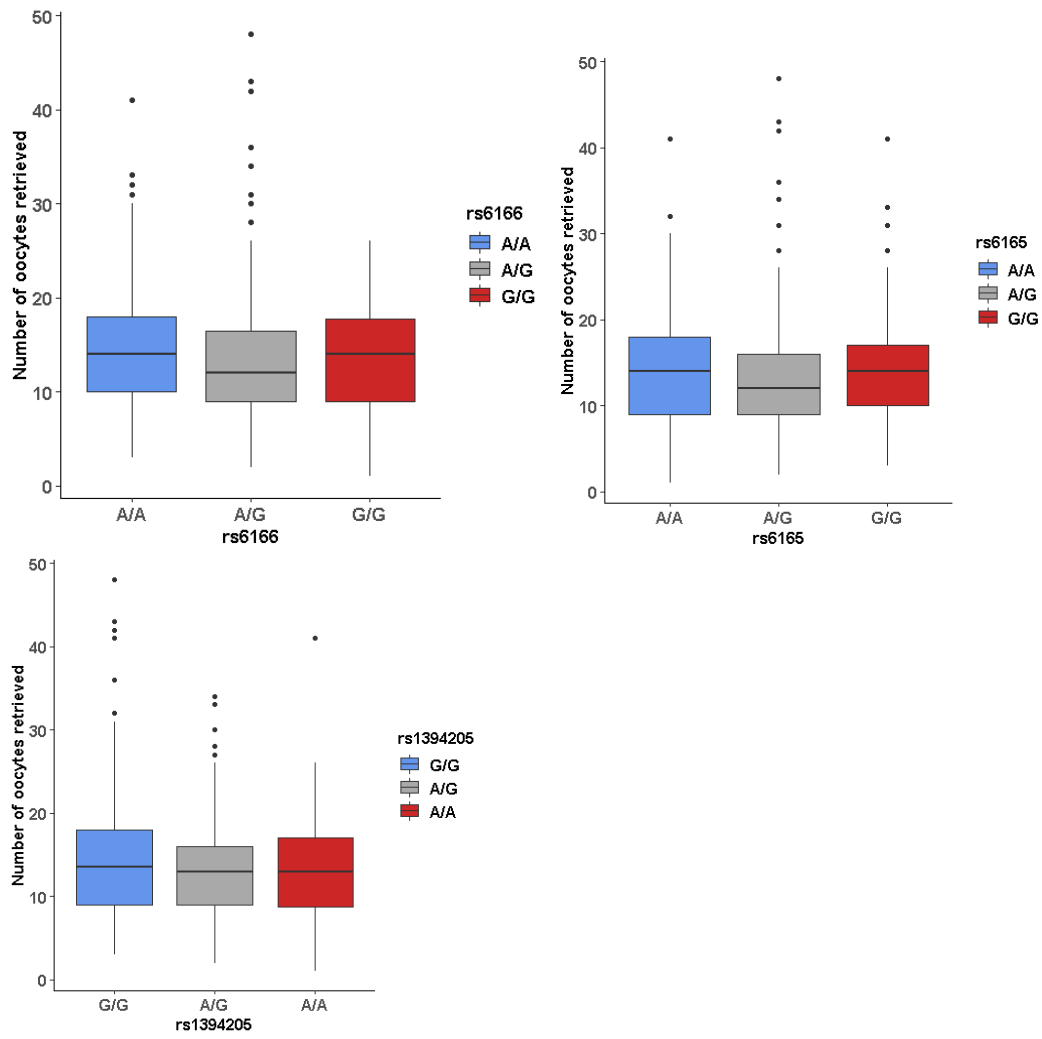 50
40
30
20
10
0
Number of oocytes retrieved
A/A A/G G/G
rs6166
rs6166
A/A
A/G
G/G
50
40
30
20
10
0
Number of oocytes retrieved
A/A A/G G/G
rs6165
rs6165
A/A
A/G
G/G
50
40
30
20
10
0
Number of oocytes retrieved
G/G A/G A/A
rs1394205
rs1394205
G/G
A/G
A/A